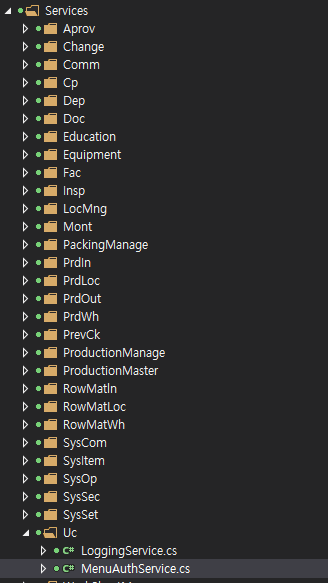 Services
Aprov
Change
Comm
Cp
Dep
Doc
Education
Equipment
Fac
Insp
LocMng
Mont
PackingManage
PrdIn
PrdLoc
PrdOut
PrdWh
PrevCk
ProductionManage
ProductionMaster
RowMatIn
RowMatLoc
RowMatWh
SysCom
SysItem
SysOp
SysSec
SysSet
Uc
C# LoggingService.cs
C# MenuAuthService.cs